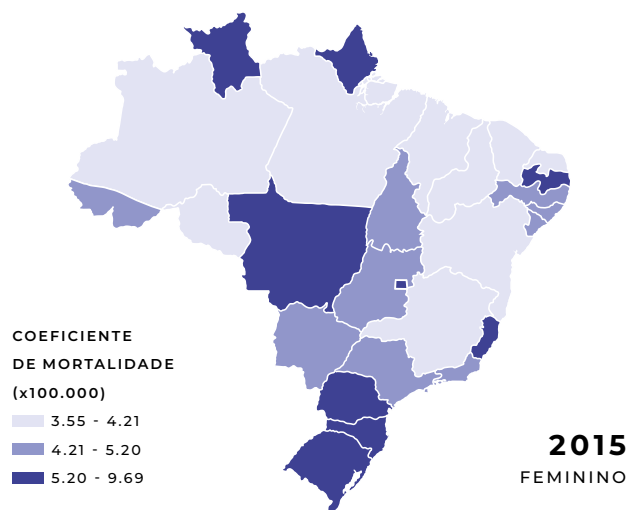 COEFICIENTE
DE MORTALIDADE
(x100.000)
3.55 - 4.21
4.21 - 5.20
5.20 - 9.69
2015
FEMININO